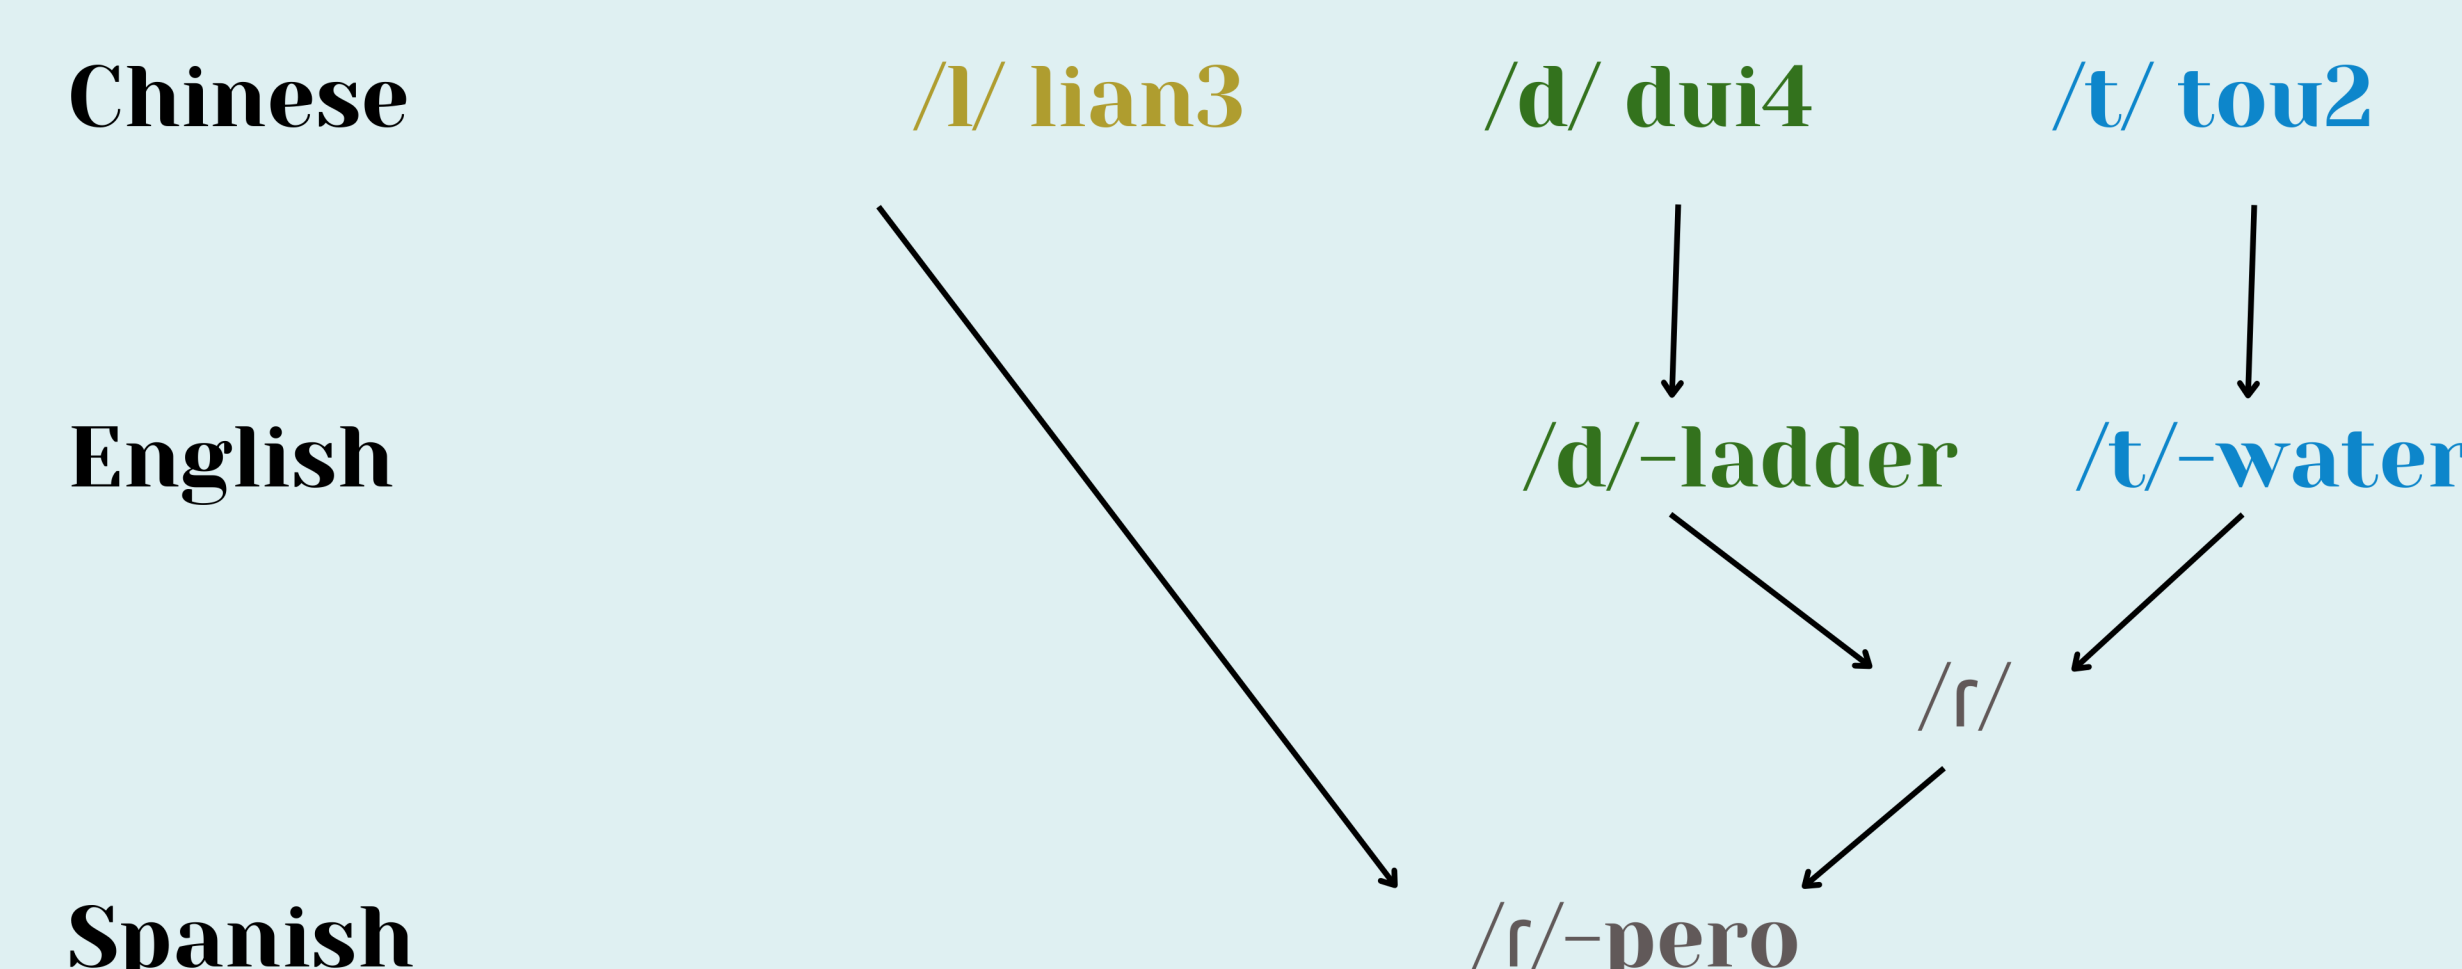 Chinese /l/ lian3 /d/ dui4 /t/ tou2
English /d/-ladder /t/-water
/ɾ/
Spanish /ɾ/-pero